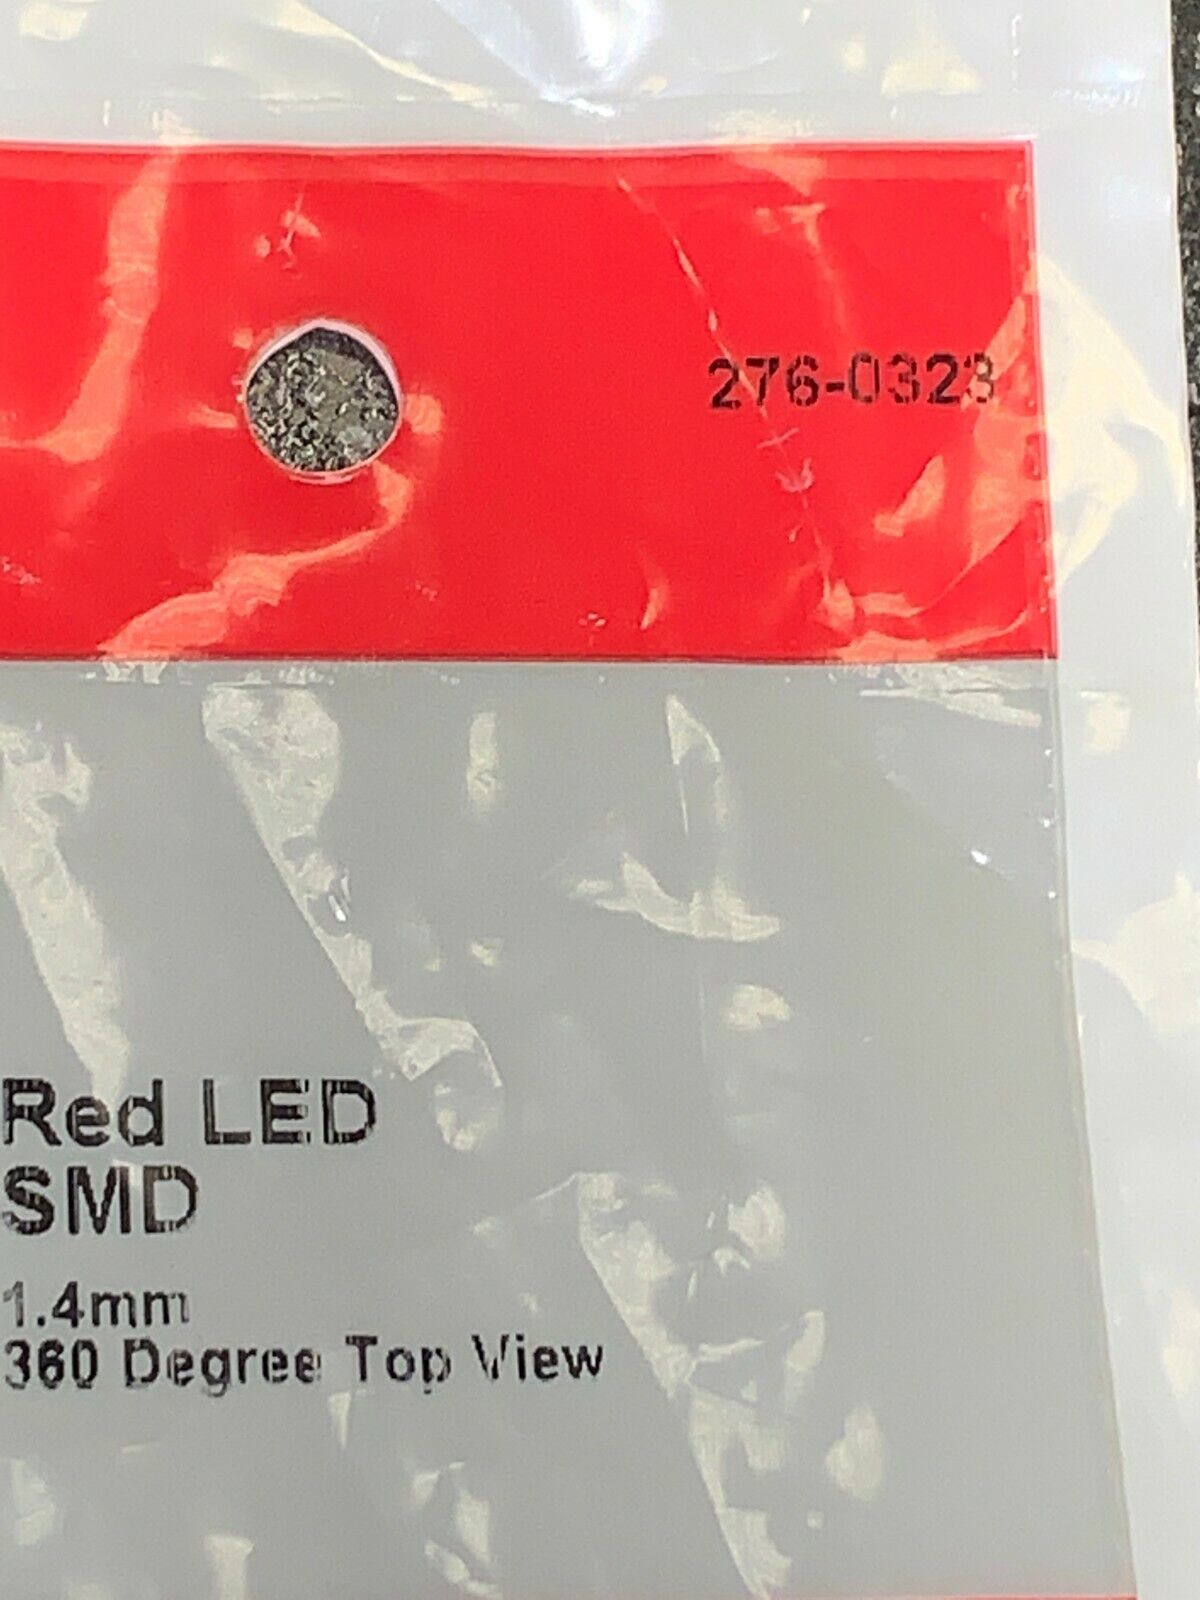 276-0323
Red LED
SMD
1.4mm
360 Degree Top View